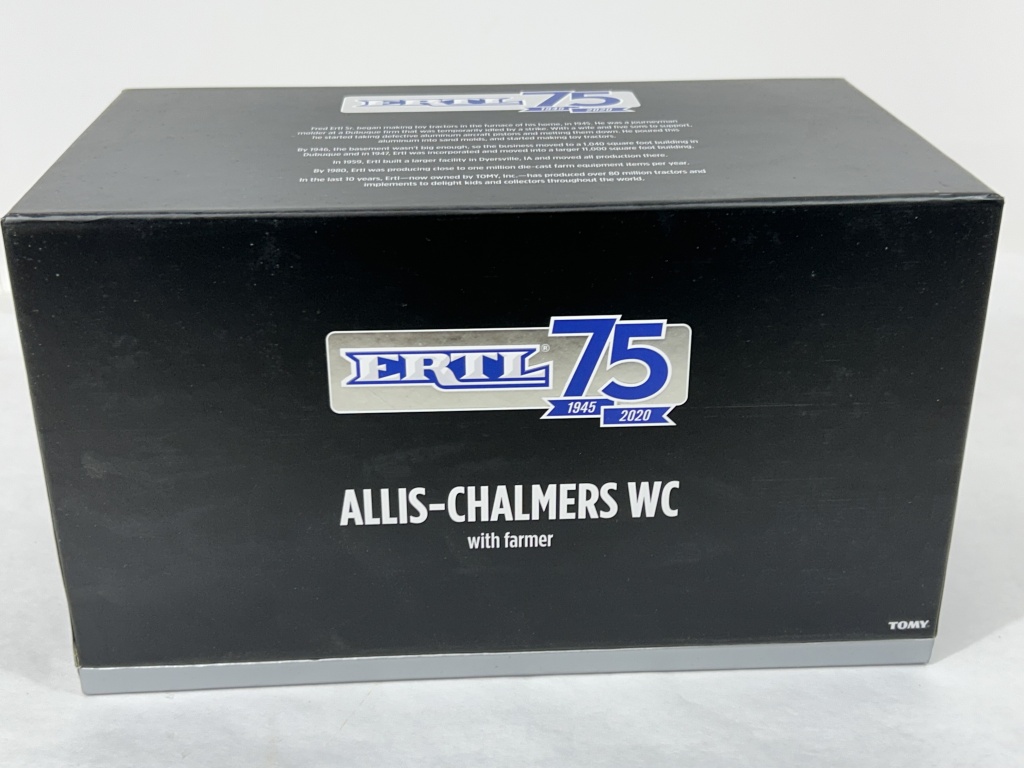 ERTL 75
1945 2020
Fred Ertl Sr. began making toy tractors in the furnace of his home, in 1945. He was a journeyman
molder at a Dubuque firm that was temporarily idled by a strike. With a wife and five sons to support,
he started taking defective aluminum aircraft pistons and melting them down. He poured this
aluminum into sand molds, and started making toy tractors.
By 1946, the basement wasn't big enough, so the business moved to a 1,040 square foot building in
Dubuque and in 1947, Ertl was incorporated and moved into a larger 11,000 square foot building.
In 1959, Ertl built a larger facility in Dyersville, IA and moved all production there.
By 1980, Ertl was producing close to one million die-cast farm equipment items per year.
In the last 10 years, Ertl—now owned by TOMY, Inc.—has produced over 80 million tractors and
implements to delight kids and collectors throughout the world.
ERTL® 75
1945 2020
ALLIS-CHALMERS WC
with farmer
TOMY